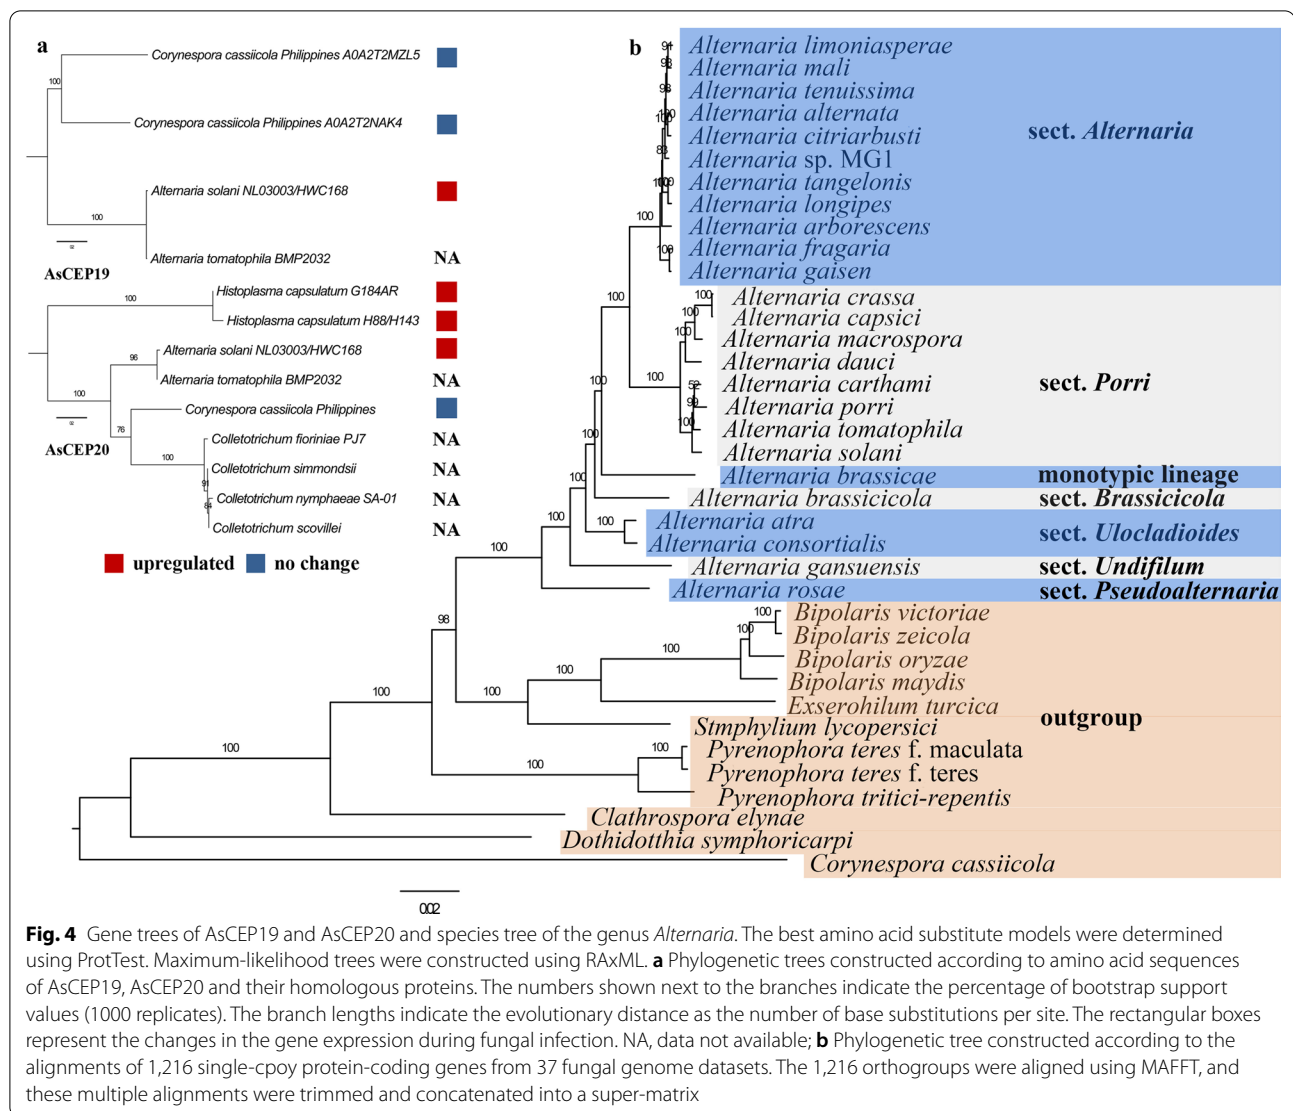 a
Corynespora cassiicola Philippines A0A2T2MZL5
100
Corynespora cassiicola Philippines A0A2T2NAK4
Alternaria solani NL03003/HWC168
100
Alternaria tomatophila BMP2032 NA
AsCEP19
Histoplasma capsulatum G184AR
100
Histoplasma capsulatum H88/H143
Alternaria solani NL03003/HWC168
96
Alternaria tomatophila BMP2032 NA
100
Corynespora cassiicola Philippines
76
AsCEP20
Colletotrichum fioriniae PJ7 NA
100
Colletotrichum simmondsii NA
91
Colletotrichum nymphaeae SA-01 NA
84
Colletotrichum scovillei NA
upregulated no change
b
Alternaria limoniasperae
Alternaria mali
Alternaria tenuissima
Alternaria alternata
Alternaria citriarbusti
sect. Alternaria
Alternaria sp. MG1
Alternaria tangelonis
Alternaria longipes
100
Alternaria arborescens
Alternaria fragaria
100
Alternaria gaisen
100
Alternaria crassa
100
Alternaria capsici
100
Alternaria macrospora
100
Alternaria dauci
100
Alternaria carthami
52
sect. Porri
Alternaria porri
99
Alternaria tomatophila
100
Alternaria solani
100
Alternaria brassicae monotypic lineage
100
Alternaria brassicicola sect. Brassicicola
Alternaria atra
100
sect. Ulocladioides
Alternaria consortialis
100
Alternaria gansuensis sect. Undifilum
100
Alternaria rosae sect. Pseudoalternaria
98
Bipolaris victoriae
100
Bipolaris zeicola
100
Bipolaris oryzae
100
Bipolaris maydis
100
Exserohilum turcica
100
outgroup
Stmphylium lycopersici
Pyrenophora teres f. maculata
100
Pyrenophora teres f. teres
100
Pyrenophora tritici-repentis
100
Clathrospora elynae
Dothidotthia symphoricarpi
Corynespora cassiicola
002
Fig. 4 Gene trees of AsCEP19 and AsCEP20 and species tree of the genus Alternaria. The best amino acid substitute models were determined
using ProtTest. Maximum-likelihood trees were constructed using RAxML. a Phylogenetic trees constructed according to amino acid sequences
of AsCEP19, AsCEP20 and their homologous proteins. The numbers shown next to the branches indicate the percentage of bootstrap support
values (1000 replicates). The branch lengths indicate the evolutionary distance as the number of base substitutions per site. The rectangular boxes
represent the changes in the gene expression during fungal infection. NA, data not available; b Phylogenetic tree constructed according to the
alignments of 1,216 single-cpoy protein-coding genes from 37 fungal genome datasets. The 1,216 orthogroups were aligned using MAFFT, and
these multiple alignments were trimmed and concatenated into a super-matrix